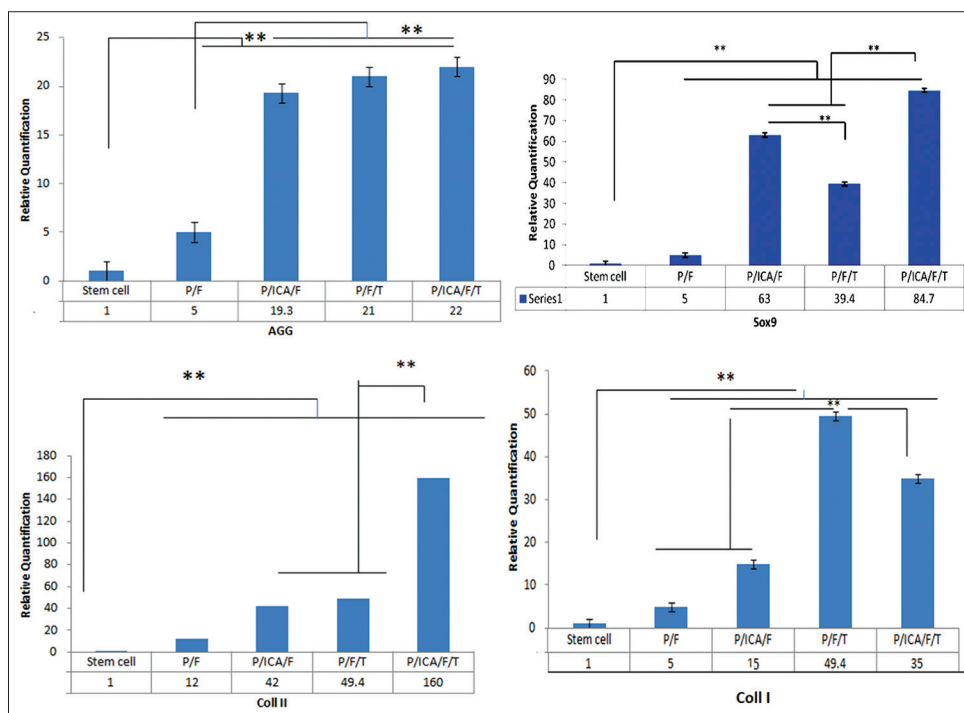 ** **
25
20
15
10
5
0
Relative Quantification
Stem cell P/F P/ICA/F P/F/T P/ICA/F/T
1 5 19.3 21 22
AGG
** **
**
90
80
70
60
50
40
30
20
10
0
Relative Quantification
Stem cell P/F P/ICA/F P/F/T P/ICA/F/T
Series1 1 5 63 39.4 84.7
Sox9
** **
180
160
140
120
100
80
60
40
20
0
Relative Quantification
Stem cell P/F P/ICA/F P/F/T P/ICA/F/T
1 12 42 49.4 160
Coll II
**
**
60
50
40
30
20
10
0
Relative Quantification
Stem cell P/F P/ICA/F P/F/T P/ICA/F/T
1 5 15 49.4 35
Coll I